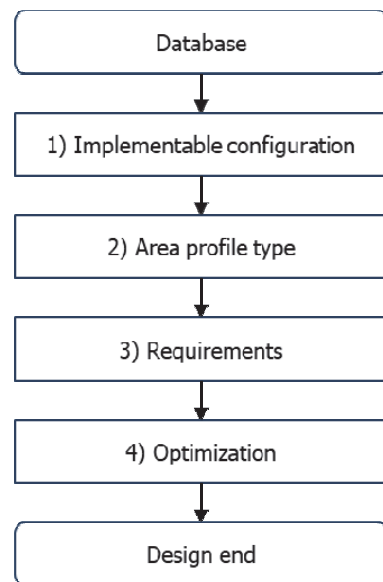 Database
1) Implementable configuration
2) Area profile type
3) Requirements
4) Optimization
Design end